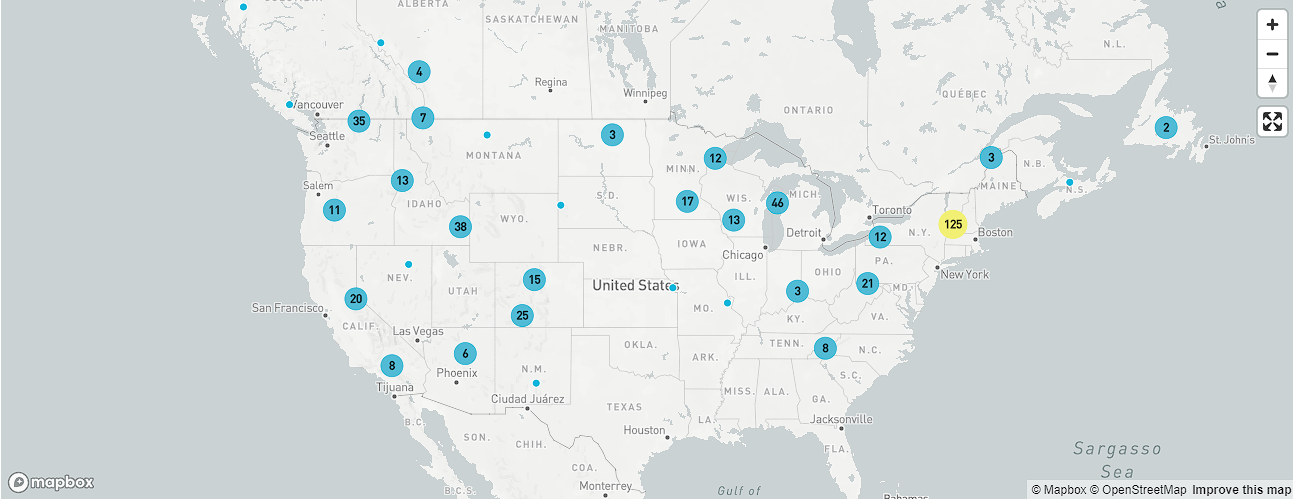 ALBERTA
SASKATCHEWAN
MANITOBA
N.L.
4
Regina
Winnipeg
ONTARIO
QUÉBEC
Vancouver
35
7
3
2
Seattle
St. John's
MONTANA
12
MINN.
3
N.B.
MAINE
N.S.
Salem
13
IDAHO
S.D.
17
WIS.
46
MICH.
11
38
WYO.
13
Toronto
125
Detroit
12
N.Y.
Boston
NEBR.
IOWA
Chicago
PA.
New York
NEV.
UTAH
15
United States
ILL.
OHIO
21
MD.
20
San Francisco
CALIF.
25
MO.
3
KY.
VA.
Las Vegas
8
6
Phoenix
OKLA.
ARK.
TENN.
8
N.C.
N.M.
S.C.
Tijuana
Ciudad Juárez
TEXAS
MISS.
ALA.
GA.
B.C.
SON.
CHIH.
Houston
LA.
Jacksonville
FLA.
COA.
Sargasso
Sea
mapbox
B.C.S.
Monterrey
Gulf of
Bahamas
© Mapbox © OpenStreetMap Improve this map